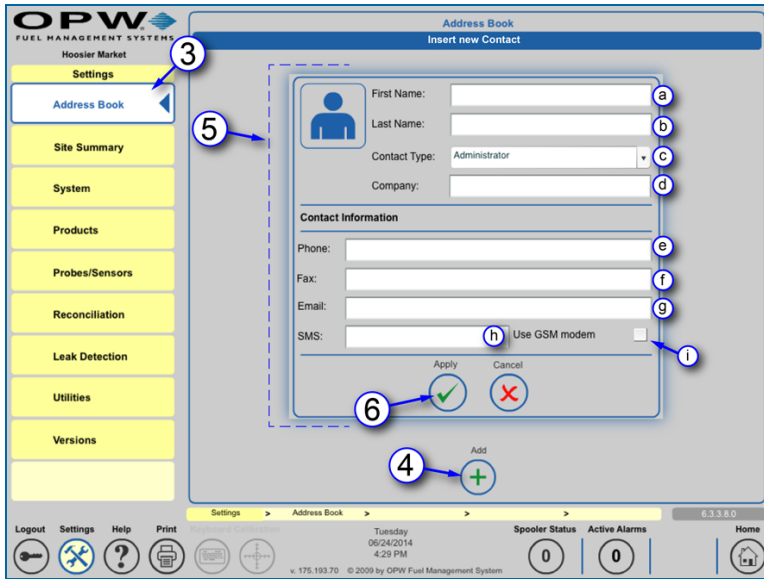 OPW
FUEL MANAGEMENT SYSTEMS
Hoosier Market
Settings
Address Book
Site Summary
System
Products
Probes/Sensors
Reconciliation
Leak Detection
Utilities
Versions
3
Address Book
Insert new Contact
5
First Name:
a
Last Name:
b
Contact Type:
Administrator
c
Company:
d
Contact Information
Phone:
e
Fax:
f
Email:
g
SMS:
h
Use GSM modem
i
Apply
Cancel
6
Add
4
Settings > Address Book > > >
6.3.3.8.0
Logout
Settings
Help
Print
Keyboard Calibration
Tuesday
06/24/2014
4:29 PM
v. 175.193.70 © 2009 by OPW Fuel Management System
Spooler Status
0
Active Alarms
0
Home